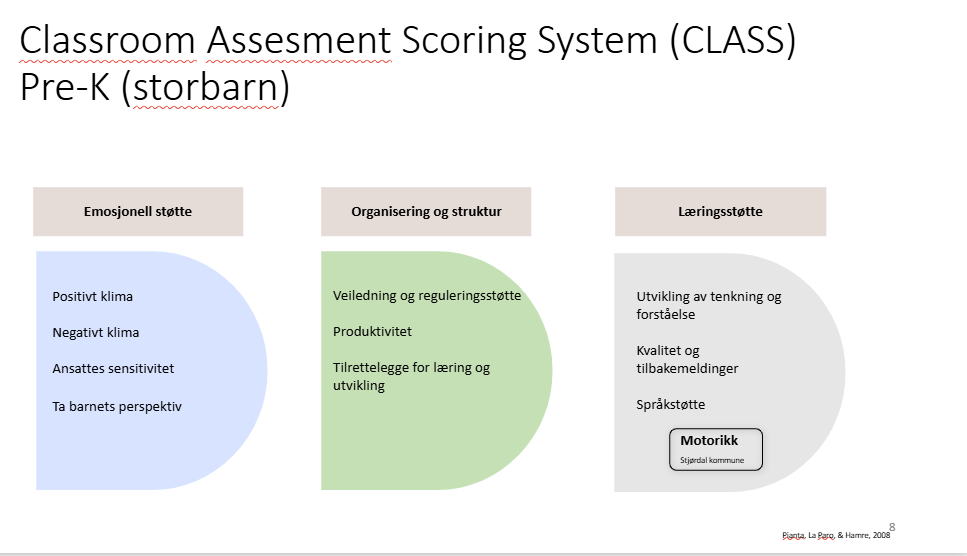 Classroom Assesment Scoring System (CLASS)
Pre-K (storbarn)
Emosjonell støtte
Positivt klima
Negativt klima
Ansattes sensitivitet
Ta barnets perspektiv
Organisering og struktur
Veiledning og reguleringsstøtte
Produktivitet
Tilrettelegge for læring og
utvikling
Læringsstøtte
Utvikling av tenkning og
forståelse
Kvalitet og
tilbakemeldinger
Språkstøtte
Motorikk
Stjørdal kommune
8
Pianta, La Paro, & Hamre, 2008